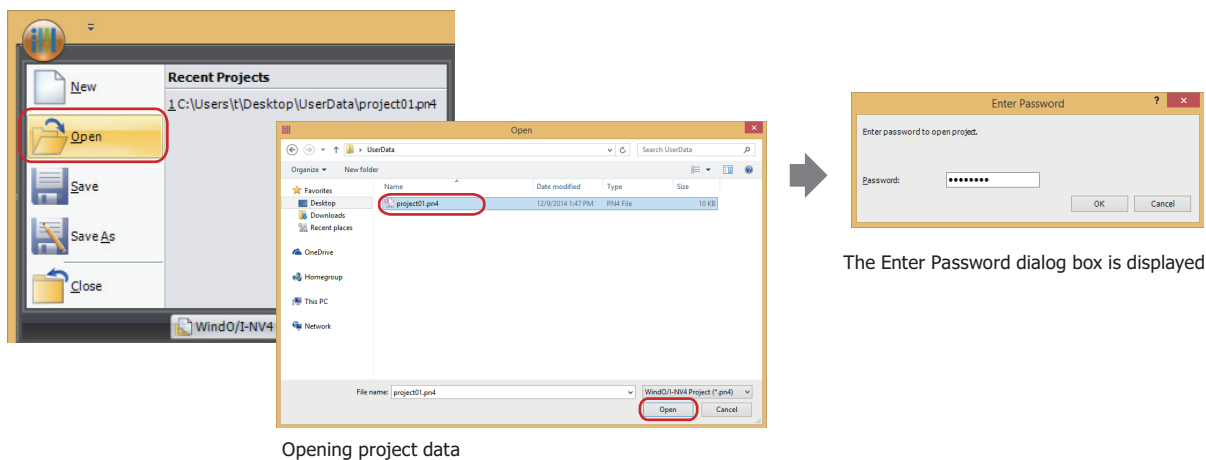 New
Recent Projects
1 C:\Users\t\Desktop\UserData\project01.pn4
Open
Save
Save As
Close
WindO/I-NV4
Open
UserData
Search UserData
Organize
New folder
Favorites
Desktop
Downloads
Recent places
OneDrive
Homegroup
This PC
Network
Name Date modified Type Size
project01.pn4 12/9/2014 1:47 PM PN4 File 10 KB
File name: project01.pn4
WindO/I-NV4 Project (*.pn4)
Open Cancel
Opening project data
Enter Password
?
Enter password to open project.
Password: ••••••••
OK Cancel
The Enter Password dialog box is displayed